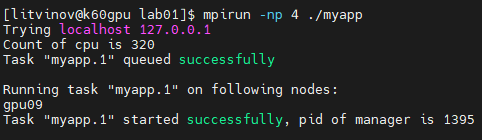 [litvinov@k60gpu lab01]$ mpirun -np 4 ./myapp
Trying localhost 127.0.0.1
Count of cpu is 320
Task "myapp.1" queued successfully
Running task "myapp.1" on following nodes:
gpu09
Task "myapp.1" started successfully, pid of manager is 1395